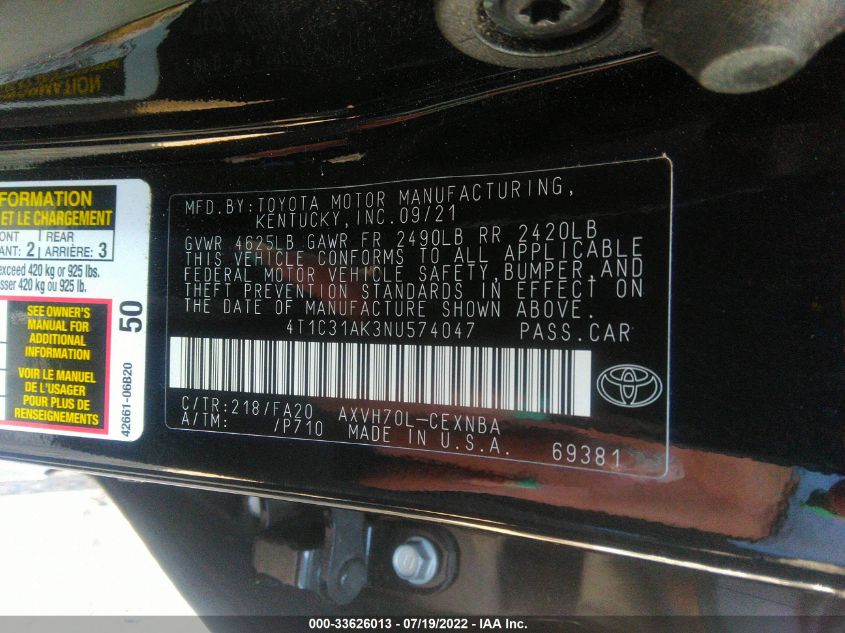 FORMATION
ET LE CHARGEMENT
REAR
2 ARRIÈRE: 3
exceed 420 kg or 925 lbs.
420 kg ou 925 lb.
SEE OWNER'S
MANUAL FOR
ADDITIONAL
INFORMATION
VOIR LE MANUEL
DE L'USAGER
POUR PLUS DE
RENSEIGNEMENTS
50
42661-06B20
MFD.BY:TOYOTA MOTOR MANUFACTURING,
KENTUCKY,INC.09/21
GVWR 4625LB GAWR FR 2490LB RR 2420LB
THIS VEHICLE CONFORMS TO ALL APPLICABLE
FEDERAL MOTOR VEHICLE SAFETY,BUMPER,AND
THEFT PREVENTION STANDARDS IN EFFECT ON
THE DATE OF MANUFACTURE SHOWN ABOVE.
4T1C31AK3NU574047 PASS.CAR
C/TR:218/FA20 AXVH70L-CEXNBA
A/TM: /P710 MADE IN U.S.A.
69381
000-33626013 - 07/19/2022 - IAA Inc.